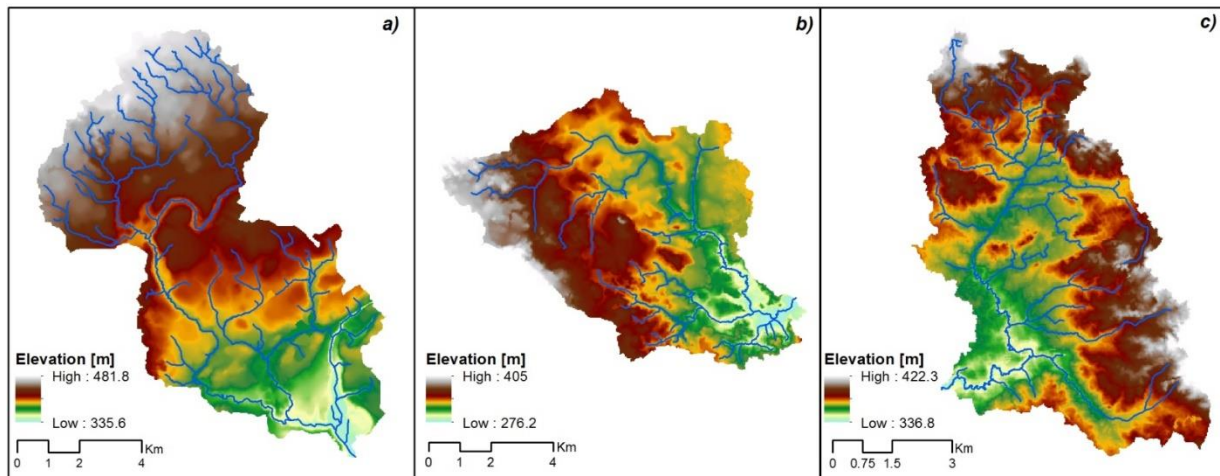 a)
Elevation [m]
High : 481.8
Low : 335.6
Km
0 1 2 4
b)
Elevation [m]
High : 405
Low : 276.2
Km
0 1 2 4
c)
Elevation [m]
High : 422.3
Low : 336.8
Km
0 0.75 1.5 3